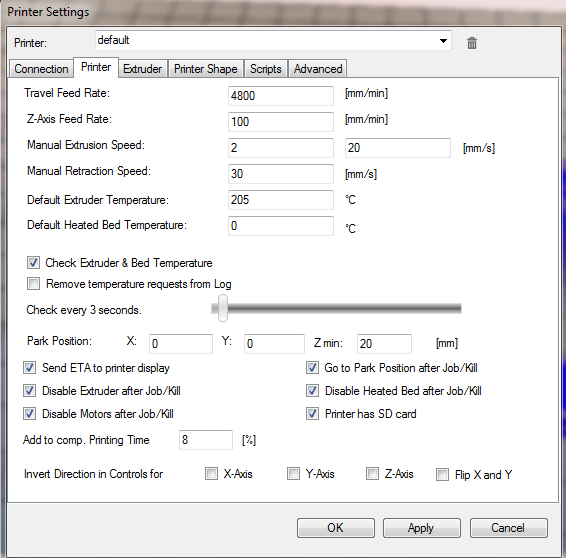 Printer Settings
Printer: default
Connection Printer Extruder Printer Shape Scripts Advanced
Travel Feed Rate: 4800 [mm/min]
Z-Axis Feed Rate: 100 [mm/min]
Manual Extrusion Speed: 2 20 [mm/s]
Manual Retraction Speed: 30 [mm/s]
Default Extruder Temperature: 205 °C
Default Heated Bed Temperature: 0 °C
Check Extruder & Bed Temperature
Remove temperature requests from Log
Check every 3 seconds.
Park Position: X: 0 Y: 0 Z min: 20 [mm]
Send ETA to printer display Go to Park Position after Job/Kill
Disable Extruder after Job/Kill Disable Heated Bed after Job/Kill
Disable Motors after Job/Kill Printer has SD card
Add to comp. Printing Time 8 [%]
Invert Direction in Controls for X-Axis Y-Axis Z-Axis Flip X and Y
OK Apply Cancel